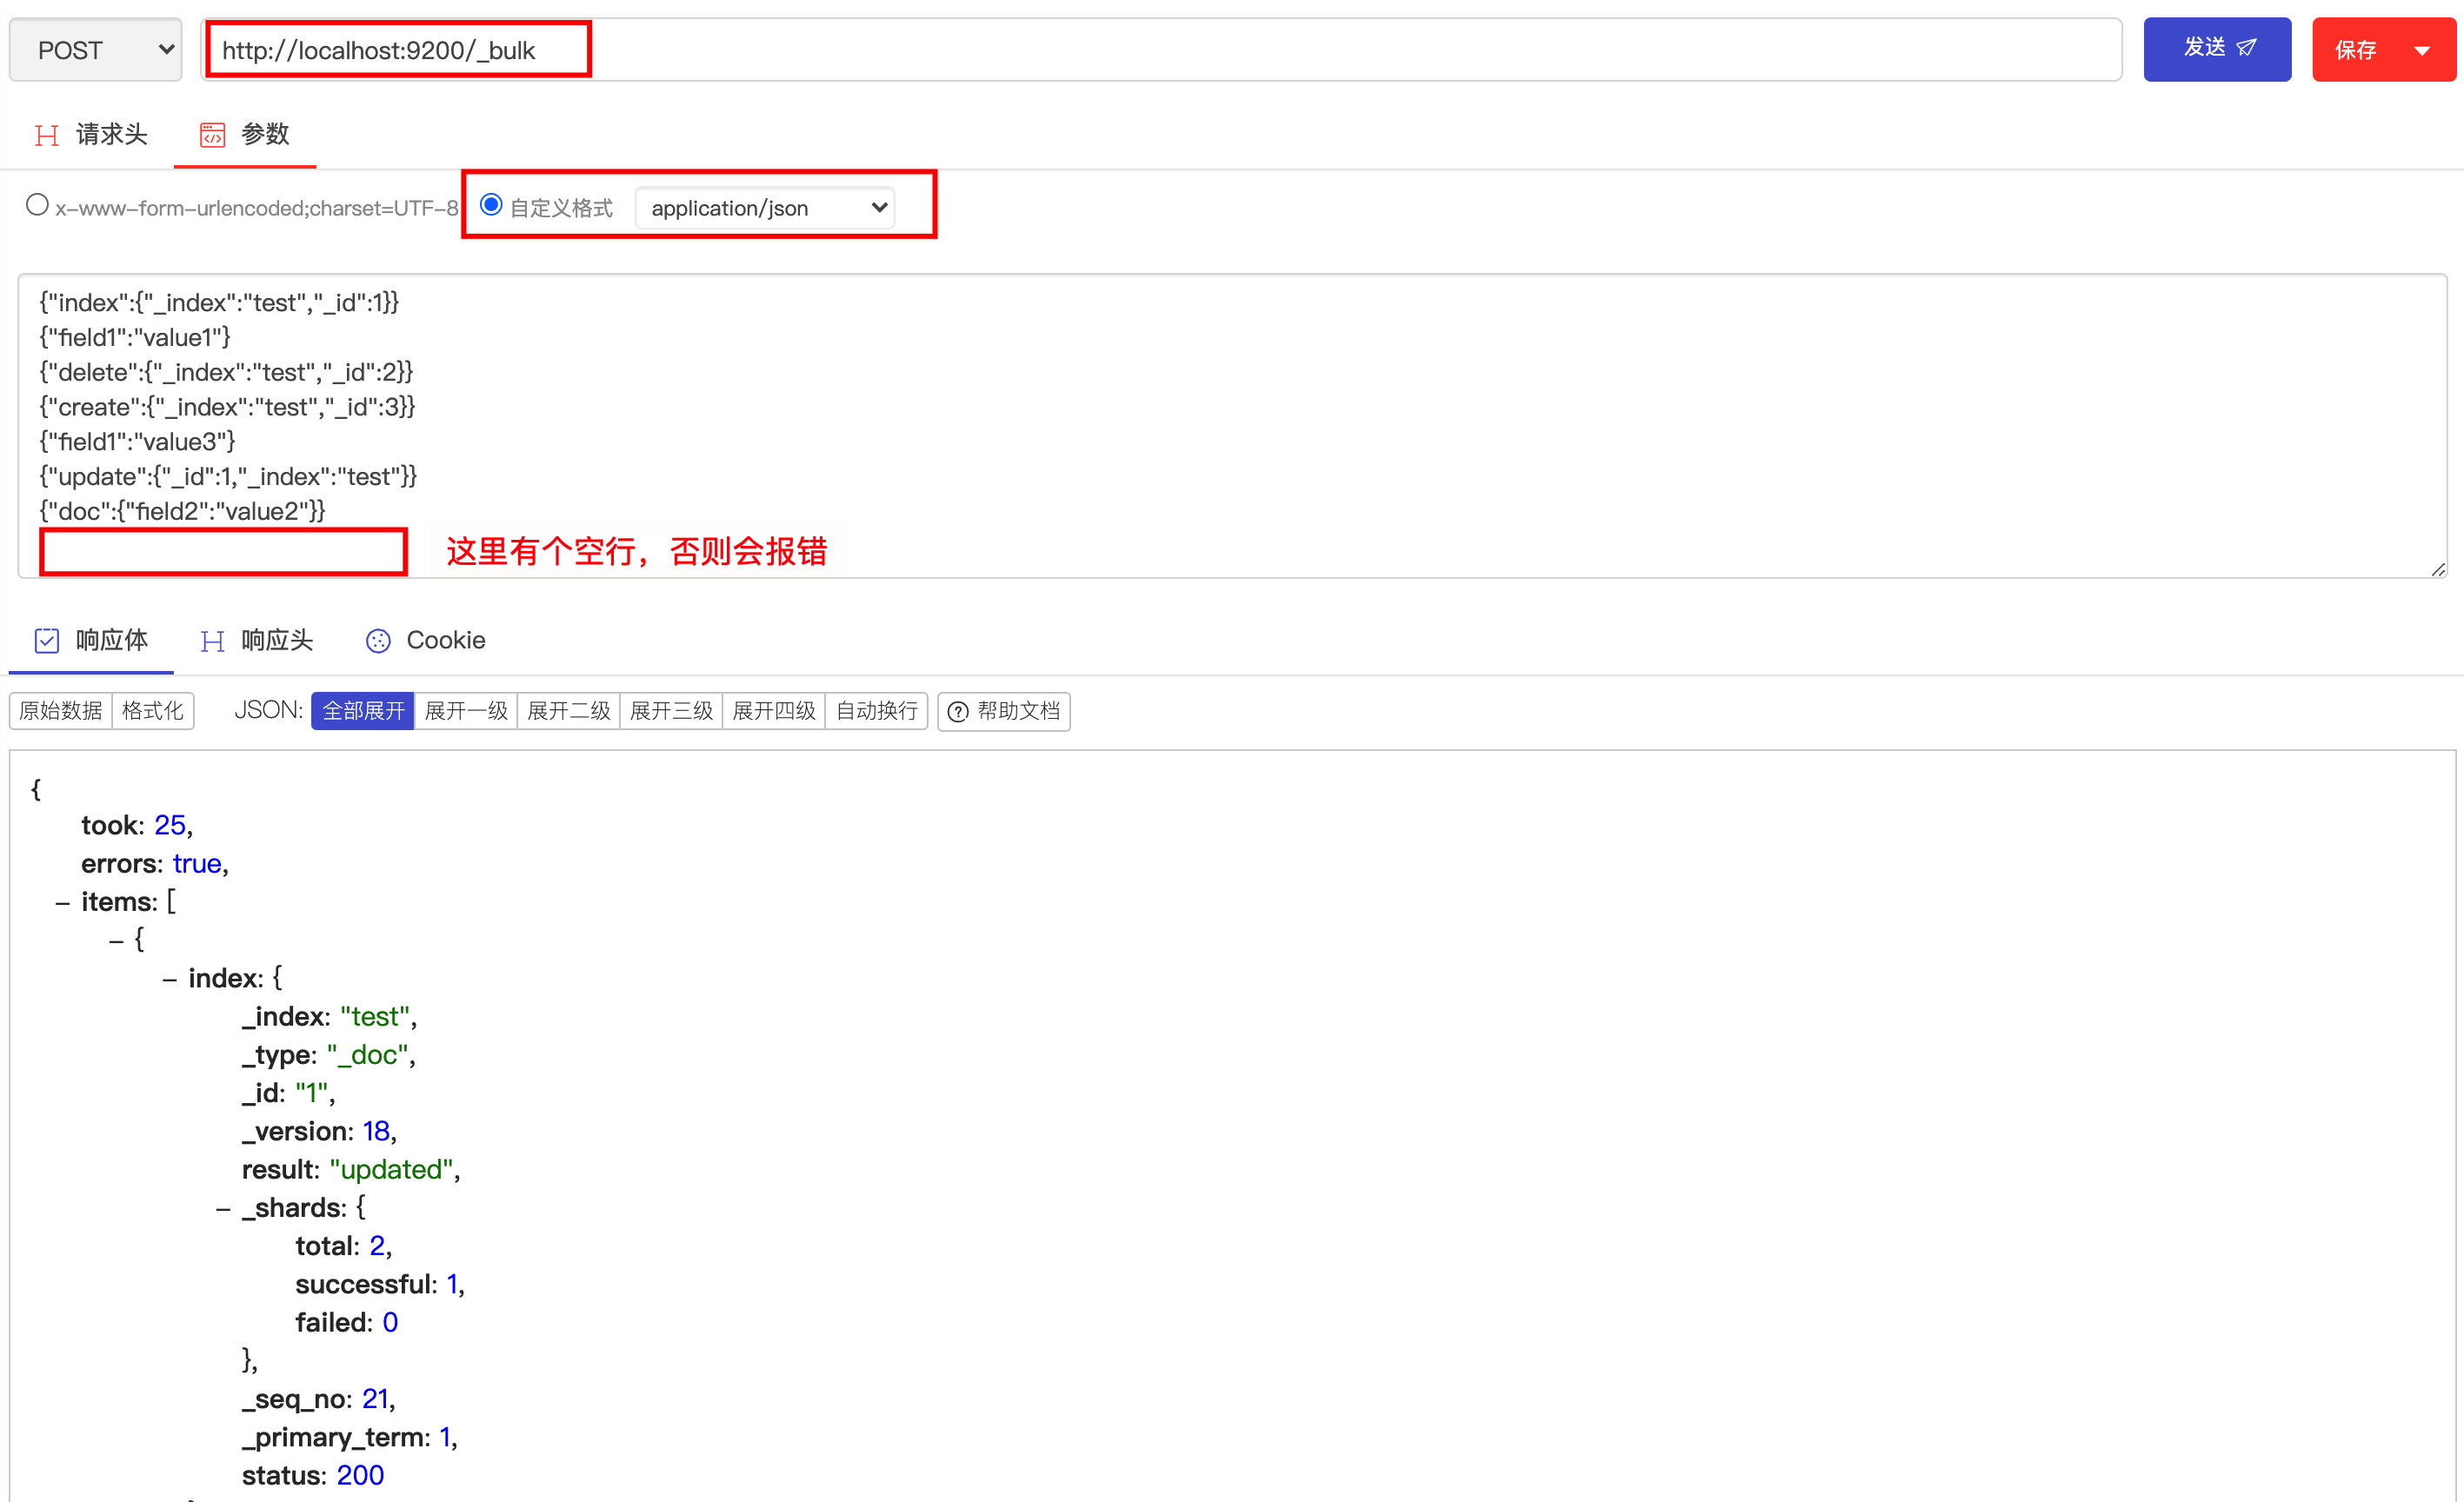 POST http://localhost:9200/_bulk 发送 保存
请求头 参数
x-www-form-urlencoded;charset=UTF-8 自定义格式 application/json
{"index":{"_index":"test","_id":1}}
{"field1":"value1"}
{"delete":{"_index":"test","_id":2}}
{"create":{"_index":"test","_id":3}}
{"field1":"value3"}
{"update":{"_id":1,"_index":"test"}}
{"doc":{"field2":"value2"}}
这里有个空行，否则会报错
响应体 响应头 Cookie
原始数据 格式化 JSON: 全部展开 展开一级 展开二级 展开三级 展开四级 自动换行 帮助文档
{
took: 25,
errors: true,
– items: [
– {
– index: {
_index: "test",
_type: "_doc",
_id: "1",
_version: 18,
result: "updated",
– _shards: {
total: 2,
successful: 1,
failed: 0
},
_seq_no: 21,
_primary_term: 1,
status: 200